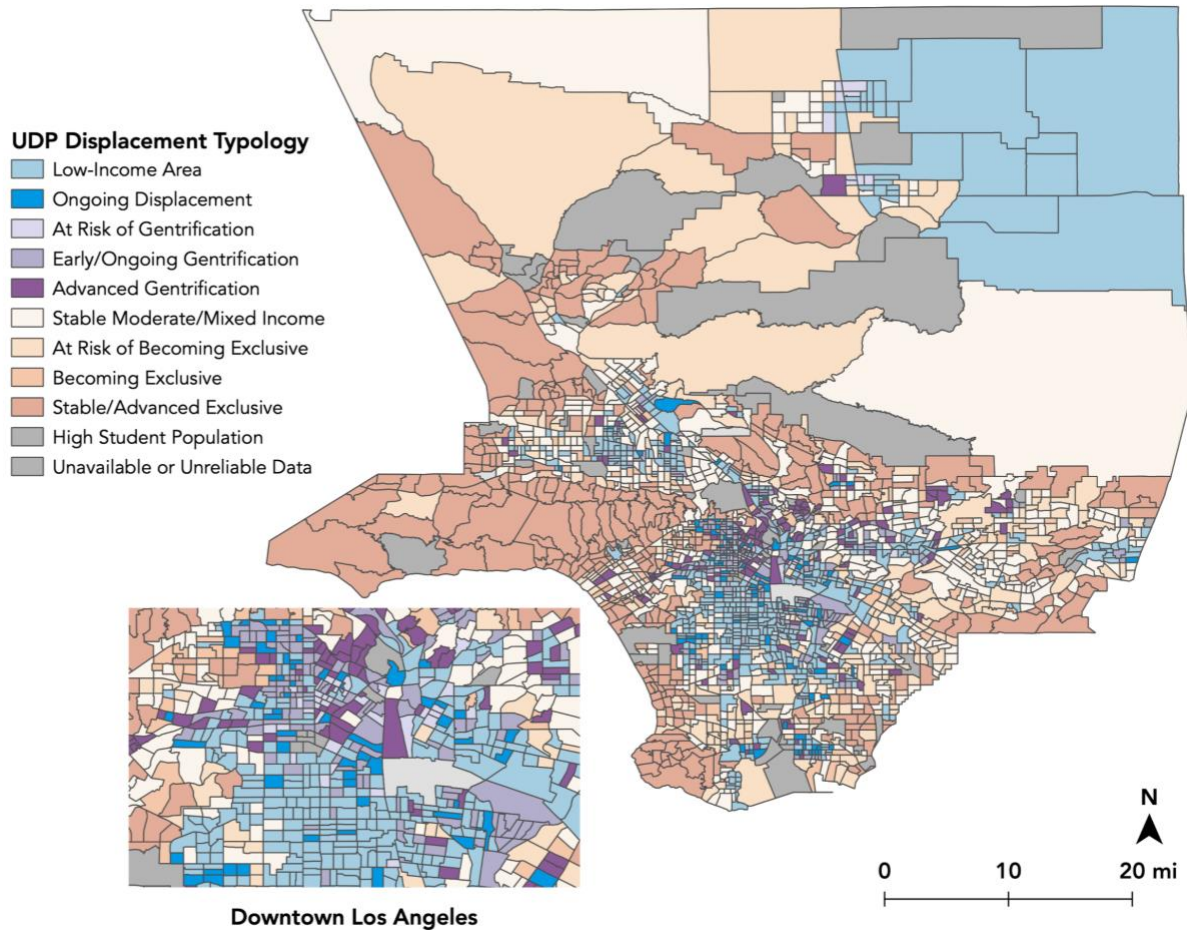 UDP Displacement Typology
Low-Income Area
Ongoing Displacement
At Risk of Gentrification
Early/Ongoing Gentrification
Advanced Gentrification
Stable Moderate/Mixed Income
At Risk of Becoming Exclusive
Becoming Exclusive
Stable/Advanced Exclusive
High Student Population
Unavailable or Unreliable Data
N
0 10 20 mi
Downtown Los Angeles